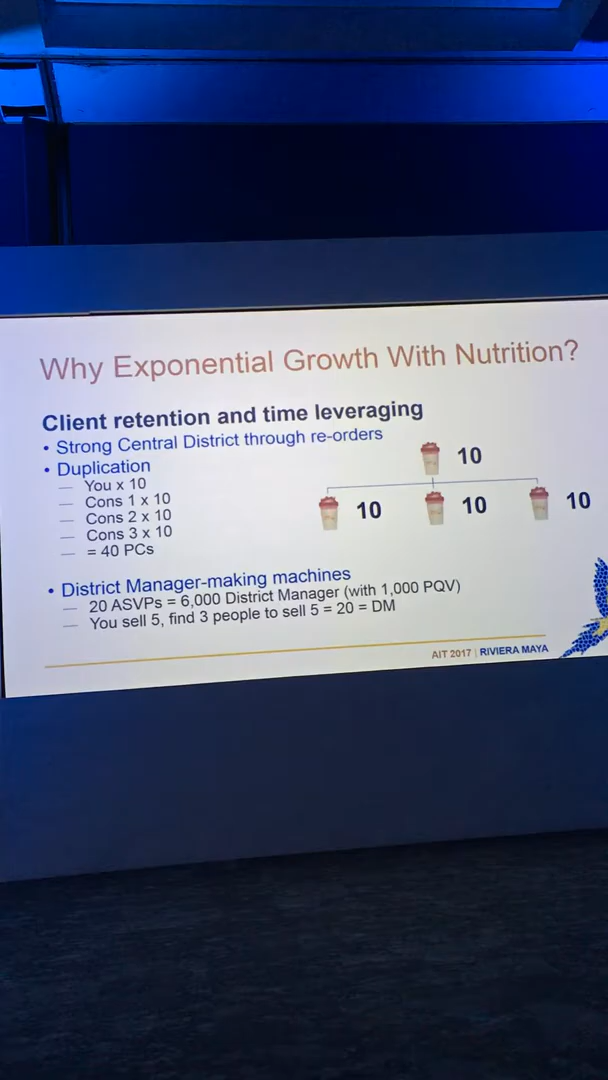 Why Exponential Growth With Nutrition?
Client retention and time leveraging
• Strong Central District through re-orders
• Duplication
— You x 10
— Cons 1 x 10
— Cons 2 x 10
— Cons 3 x 10
— = 40 PCs
10
10
10
10
• District Manager-making machines
— 20 ASVPs = 6,000 District Manager (with 1,000 PQV)
— You sell 5, find 3 people to sell 5 = 20 = DM
AIT 2017 | RIVIERA MAYA